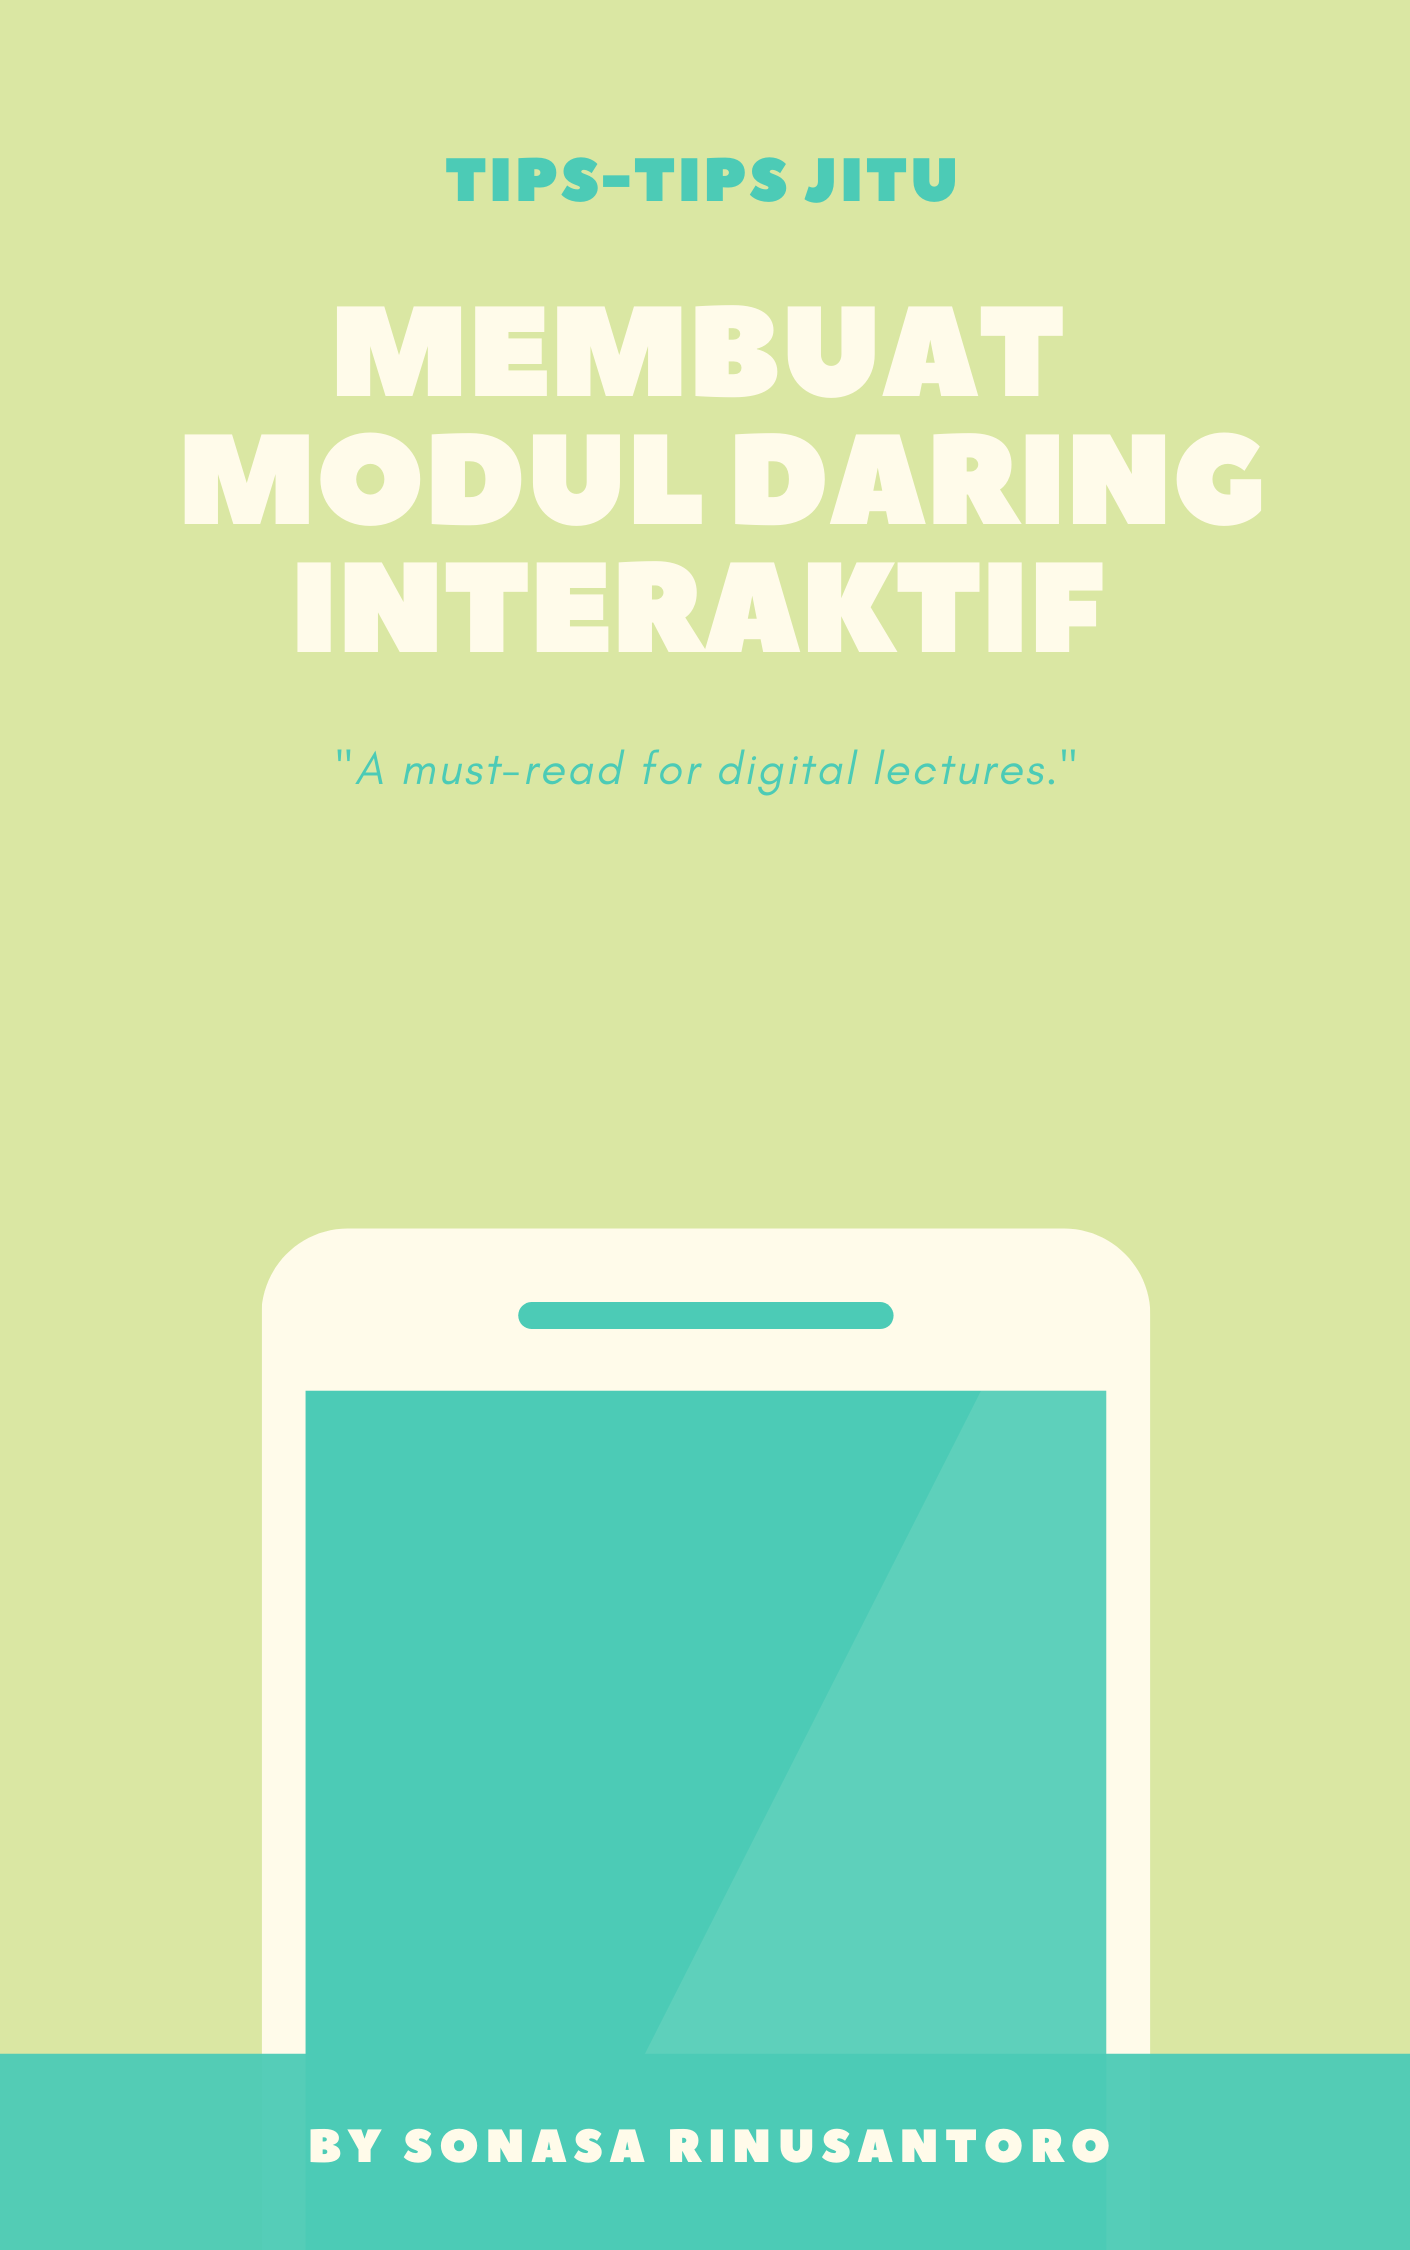 TIPS-TIPS JITU
MEMBUAT
MODUL DARING
INTERAKTIF
"A must-read for digital lectures."
BY SONASA RINUSANTORO